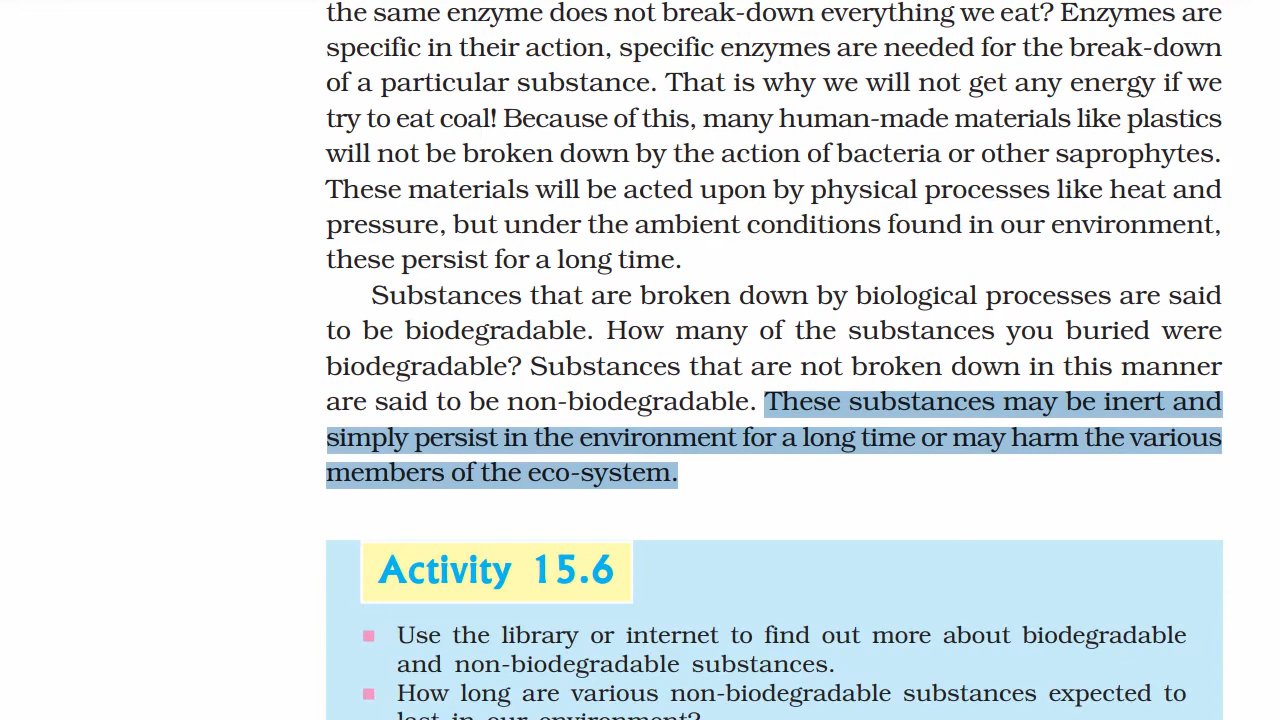 the same enzyme does not break-down everything we eat? Enzymes are
specific in their action, specific enzymes are needed for the break-down
of a particular substance. That is why we will not get any energy if we
try to eat coal! Because of this, many human-made materials like plastics
will not be broken down by the action of bacteria or other saprophytes.
These materials will be acted upon by physical processes like heat and
pressure, but under the ambient conditions found in our environment,
these persist for a long time.
Substances that are broken down by biological processes are said
to be biodegradable. How many of the substances you buried were
biodegradable? Substances that are not broken down in this manner
are said to be non-biodegradable. These substances may be inert and
simply persist in the environment for a long time or may harm the various
members of the eco-system.
Activity 15.6
Use the library or internet to find out more about biodegradable
and non-biodegradable substances.
How long are various non-biodegradable substances expected to
last in our environment?